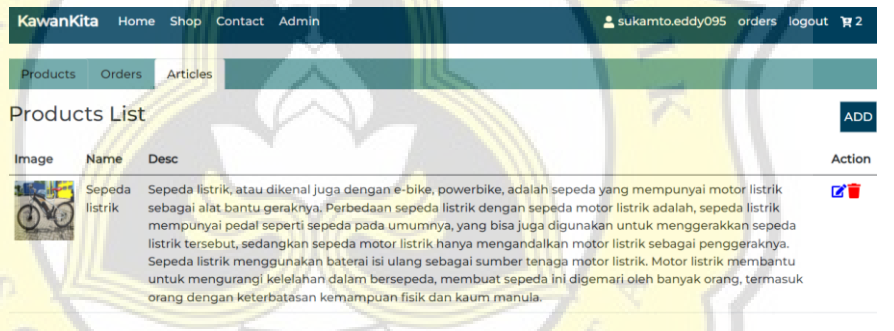 KawanKita Home Shop Contact Admin sukamto.eddy095 orders logout 2
Products Orders Articles
Products List
ADD
Image Name Desc Action
Sepeda listrik
Sepeda listrik, atau dikenal juga dengan e-bike, powerbike, adalah sepeda yang mempunyai motor listrik
sebagai alat bantu geraknya. Perbedaan sepeda listrik dengan sepeda motor listrik adalah, sepeda listrik
mempunyai pedal seperti sepeda pada umumnya, yang bisa juga digunakan untuk menggerakkan sepeda
listrik tersebut, sedangkan sepeda motor listrik hanya mengandalkan motor listrik sebagai penggeraknya.
Sepeda listrik menggunakan baterai isi ulang sebagai sumber tenaga motor listrik. Motor listrik membantu
untuk mengurangi kelelahan dalam bersepeda, membuat sepeda ini digemari oleh banyak orang, termasuk
orang dengan keterbatasan kemampuan fisik dan kaum manula.